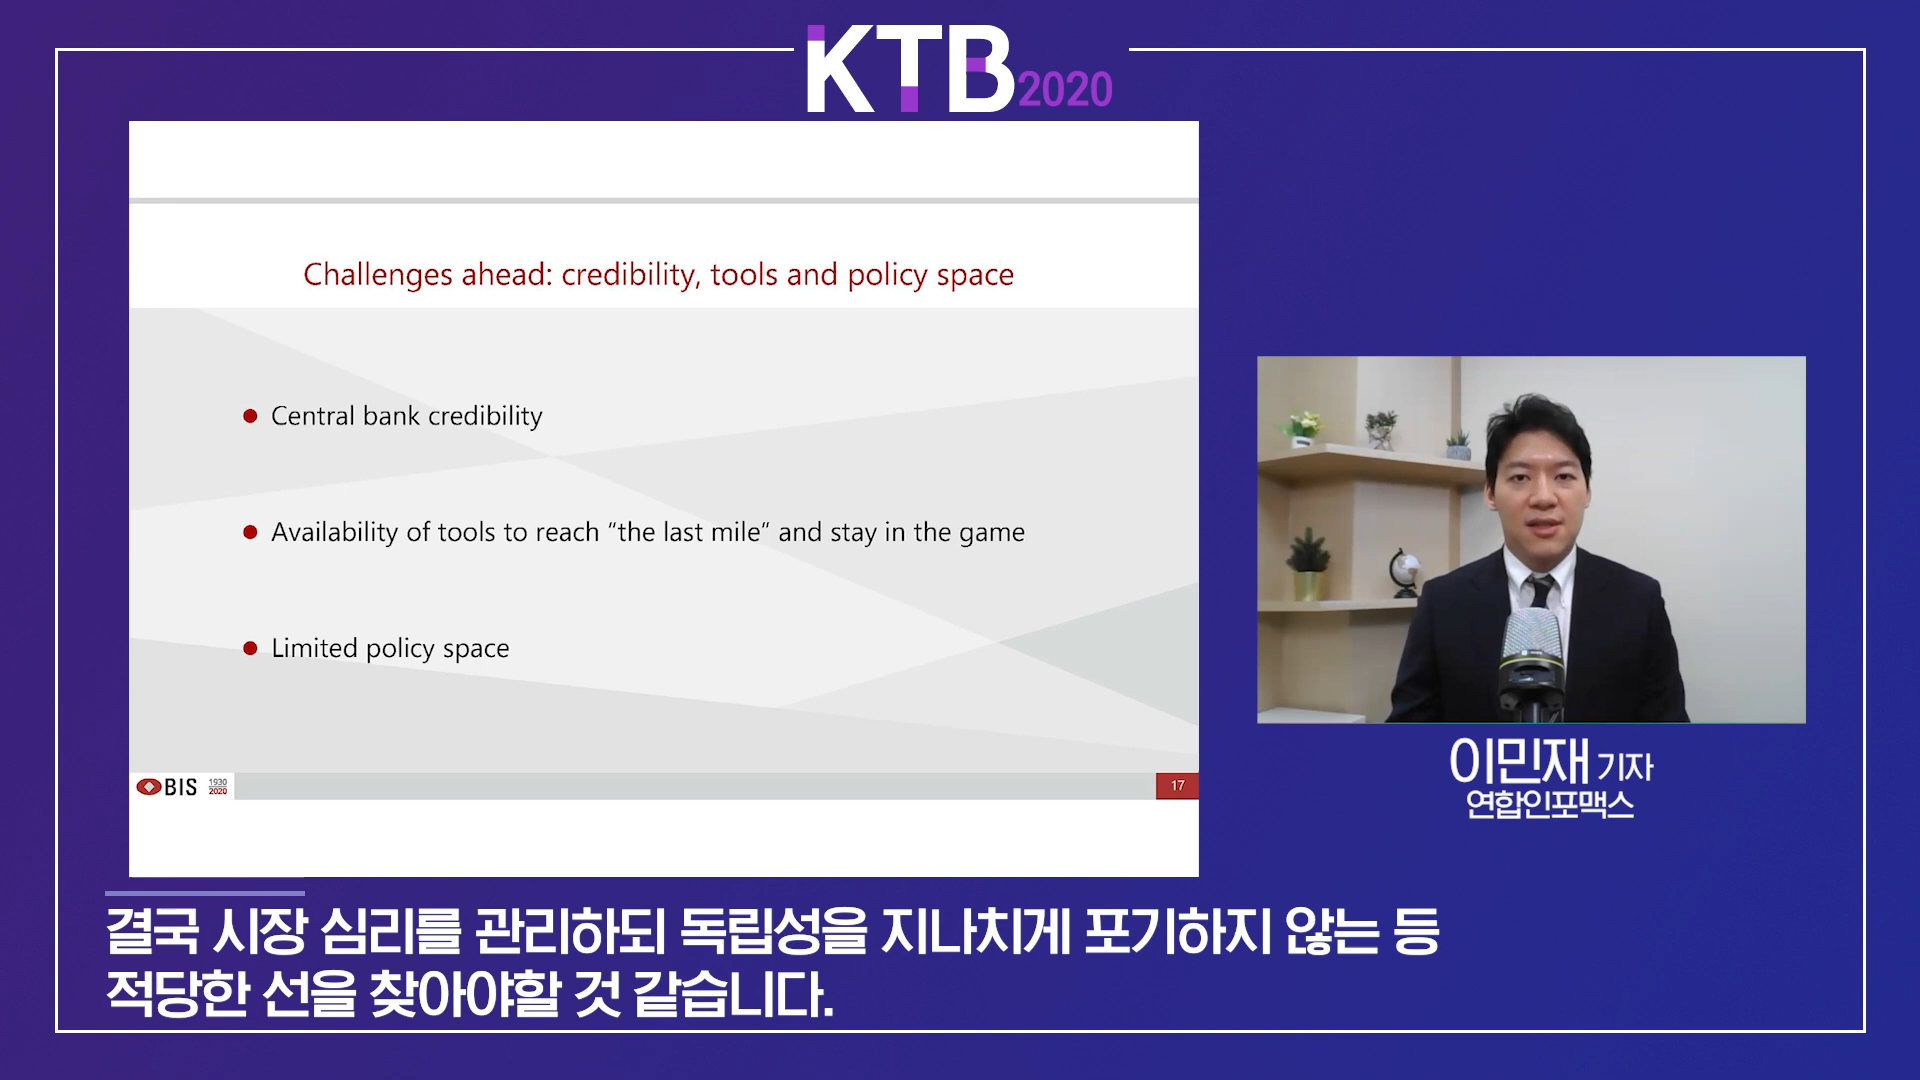 KTB2020
Challenges ahead: credibility, tools and policy space
Central bank credibility
Availability of tools to reach “the last mile” and stay in the game
Limited policy space
BIS 1930 2020
17
이민재 기자
연합인포맥스
결국 시장 심리를 관리하되 독립성을 지나치게 포기하지 않는 등
적당한 선을 찾아야할 것 같습니다.